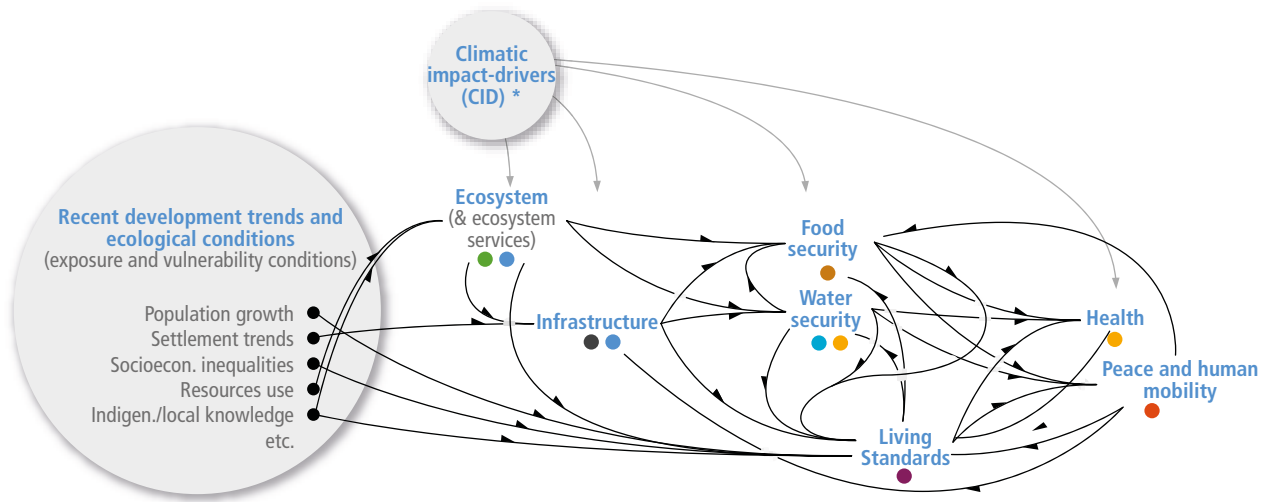 Climatic
impact-drivers
(CID) *
Recent development trends and
ecological conditions
(exposure and vulnerability conditions)
Population growth
Settlement trends
Socioecon. inequalities
Resources use
Indigen./local knowledge
etc.
Ecosystem
(& ecosystem
services)
Infrastructure
Food
security
Water
security
Health
Peace and human
mobility
Living
Standards